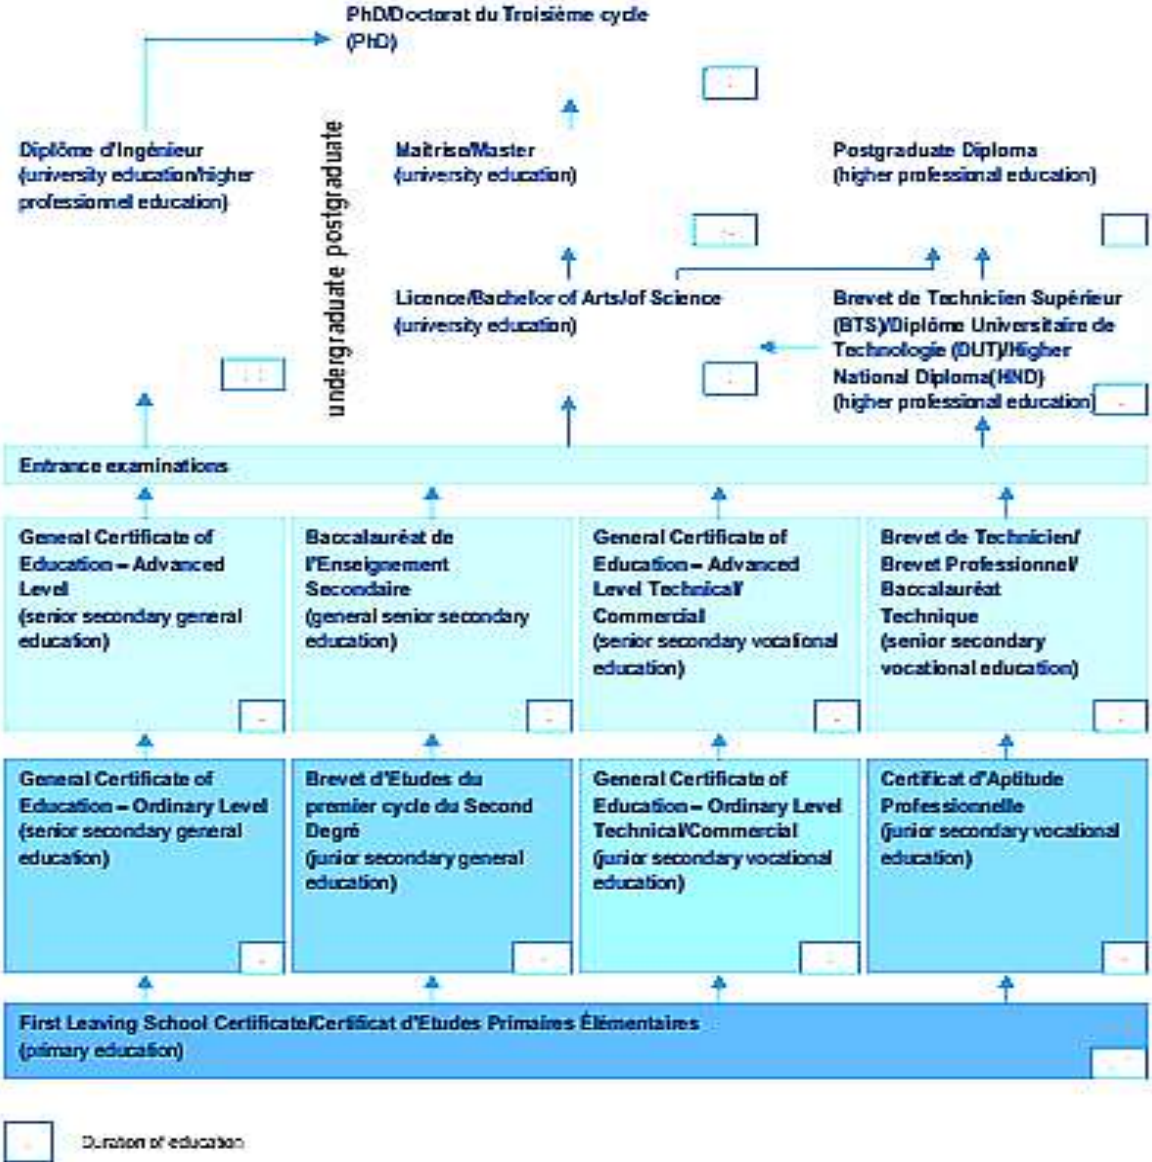 PhD/Doctorat du Troisième cycle
(PhD)
Diplôme d'Ingénieur
(university education/higher
professionnel education)
undergraduate postgraduate
Maitrise/Master
(university education)
Postgraduate Diploma
(higher professional education)
Licence/Bachelor of Arts/of Science
(university education)
Brevet de Technicien Supérieur
(BTS)/Diplôme Universitaire de
Technologie (DUT)/Higher
National Diploma(HND)
(higher professional education)
Entrance examinations
General Certificate of
Education – Advanced
Level
(senior secondary general
education)
Baccalauréat de
l'Enseignement
Secondaire
(general senior secondary
education)
General Certificate of
Education – Advanced
Level Technical/
Commercial
(senior secondary vocational
education)
Brevet de Technicien/
Brevet Professionnel/
Baccalauréat
Technique
(senior secondary
vocational education)
General Certificate of
Education – Ordinary Level
(senior secondary general
education)
Brevet d'Etudes du
premier cycle du Second
Degré
(junior secondary general
education)
General Certificate of
Education – Ordinary Level
Technical/Commercial
(junior secondary vocational
education)
Certificat d'Aptitude
Professionnelle
(junior secondary vocational
education)
First Leaving School Certificate/Certificat d'Etudes Primaires Élémentaires
(primary education)
Duration of education